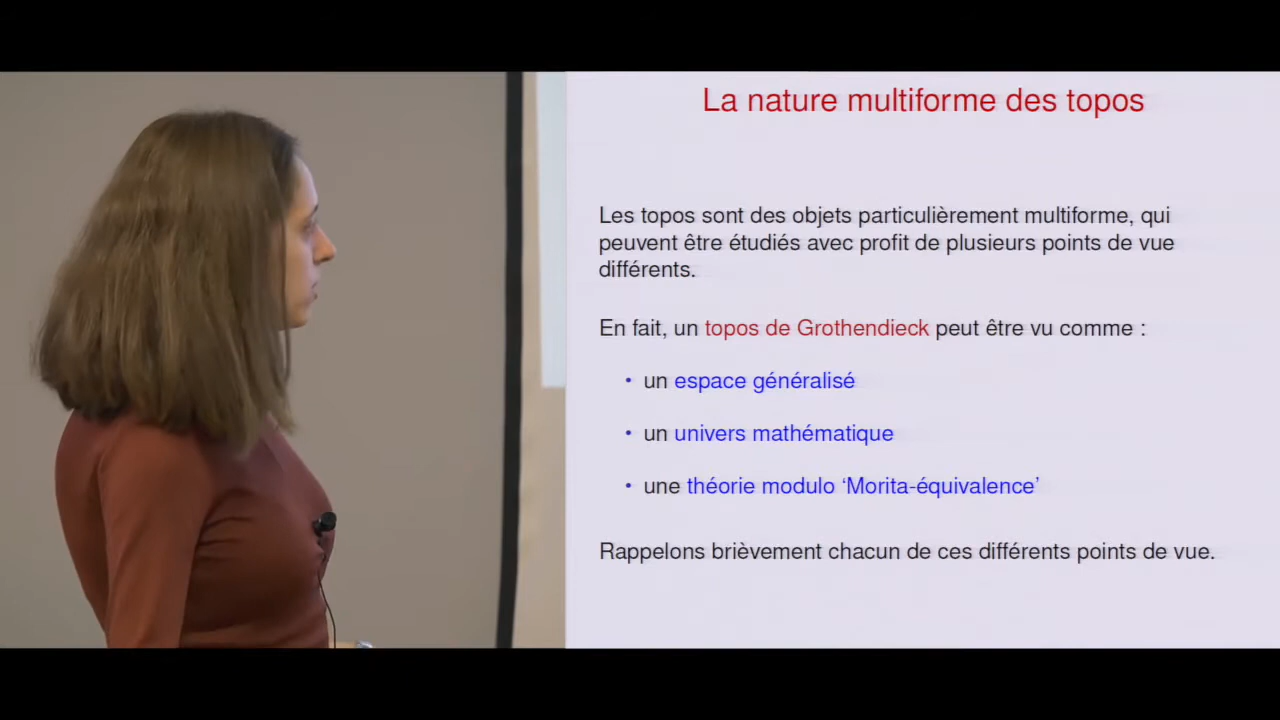 La nature multiforme des topos
Les topos sont des objets particulièrement multiforme, qui
peuvent être étudiés avec profit de plusieurs points de vue
différents.
En fait, un topos de Grothendieck peut être vu comme :
• un espace généralisé
• un univers mathématique
• une théorie modulo ‘Morita-équivalence’
Rappelons brièvement chacun de ces différents points de vue.